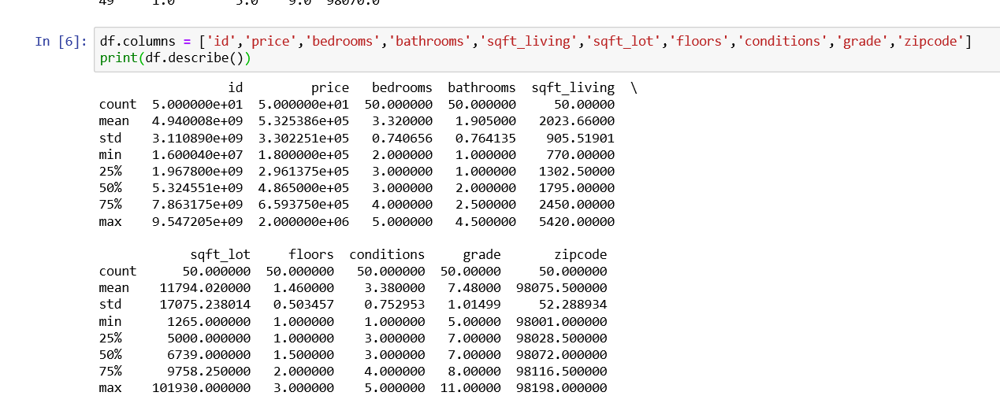 49 1.0 3.0 9.0 98070.0
In [6]: df.columns = ['id','price','bedrooms','bathrooms','sqft_living','sqft_lot','floors','conditions','grade','zipcode']
print(df.describe())
id price bedrooms bathrooms sqft_living \
count 5.000000e+01 5.000000e+01 50.000000 50.000000 50.00000
mean 4.940008e+09 5.325386e+05 3.320000 1.905000 2023.66000
std 3.110890e+09 3.302251e+05 0.740656 0.764135 905.51901
min 1.600040e+07 1.800000e+05 2.000000 1.000000 770.00000
25% 1.967800e+09 2.961375e+05 3.000000 1.000000 1302.50000
50% 5.324551e+09 4.865000e+05 3.000000 2.000000 1795.00000
75% 7.863175e+09 6.593750e+05 4.000000 2.500000 2450.00000
max 9.547205e+09 2.000000e+06 5.000000 4.500000 5420.00000
sqft_lot floors conditions grade zipcode
count 50.000000 50.000000 50.000000 50.00000 50.000000
mean 11794.020000 1.460000 3.380000 7.48000 98075.500000
std 17075.238014 0.503457 0.752953 1.01499 52.288934
min 1265.000000 1.000000 1.000000 5.00000 98001.000000
25% 5000.000000 1.000000 3.000000 7.00000 98028.500000
50% 6739.000000 1.500000 3.000000 7.00000 98072.000000
75% 9758.250000 2.000000 4.000000 8.00000 98116.500000
max 101930.000000 3.000000 5.000000 11.00000 98198.000000